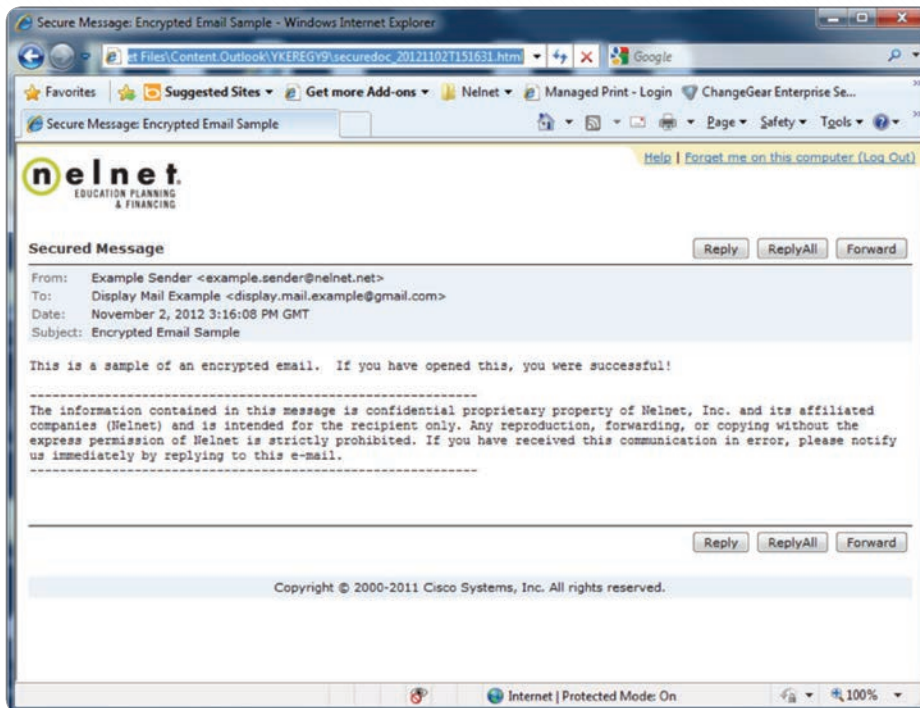 Secure Message: Encrypted Email Sample - Windows Internet Explorer
et Files\Content.Outlook\YKEREGY9\securedoc_20121102T151631.html
Google
Favorites Suggested Sites Get more Add-ons Nelnet Managed Print - Login ChangeGear Enterprise Se...
Secure Message: Encrypted Email Sample
Page Safety Tools
Help | Forget me on this computer (Log Out)
nelnet
EDUCATION PLANNING
& FINANCING
Secured Message
Reply ReplyAll Forward
From: Example Sender <example.sender@nelnet.net>
To: Display Mail Example <display.mail.example@gmail.com>
Date: November 2, 2012 3:16:08 PM GMT
Subject: Encrypted Email Sample
This is a sample of an encrypted email.  If you have opened this, you were successful!
----------------------------------------------------------------
The information contained in this message is confidential proprietary property of Nelnet, Inc. and its affiliated
companies (Nelnet) and is intended for the recipient only. Any reproduction, forwarding, or copying without the
express permission of Nelnet is strictly prohibited. If you have received this communication in error, please notify
us immediately by replying to this e-mail.
----------------------------------------------------------------
Reply ReplyAll Forward
Copyright © 2000-2011 Cisco Systems, Inc. All rights reserved.
Internet | Protected Mode: On
100%